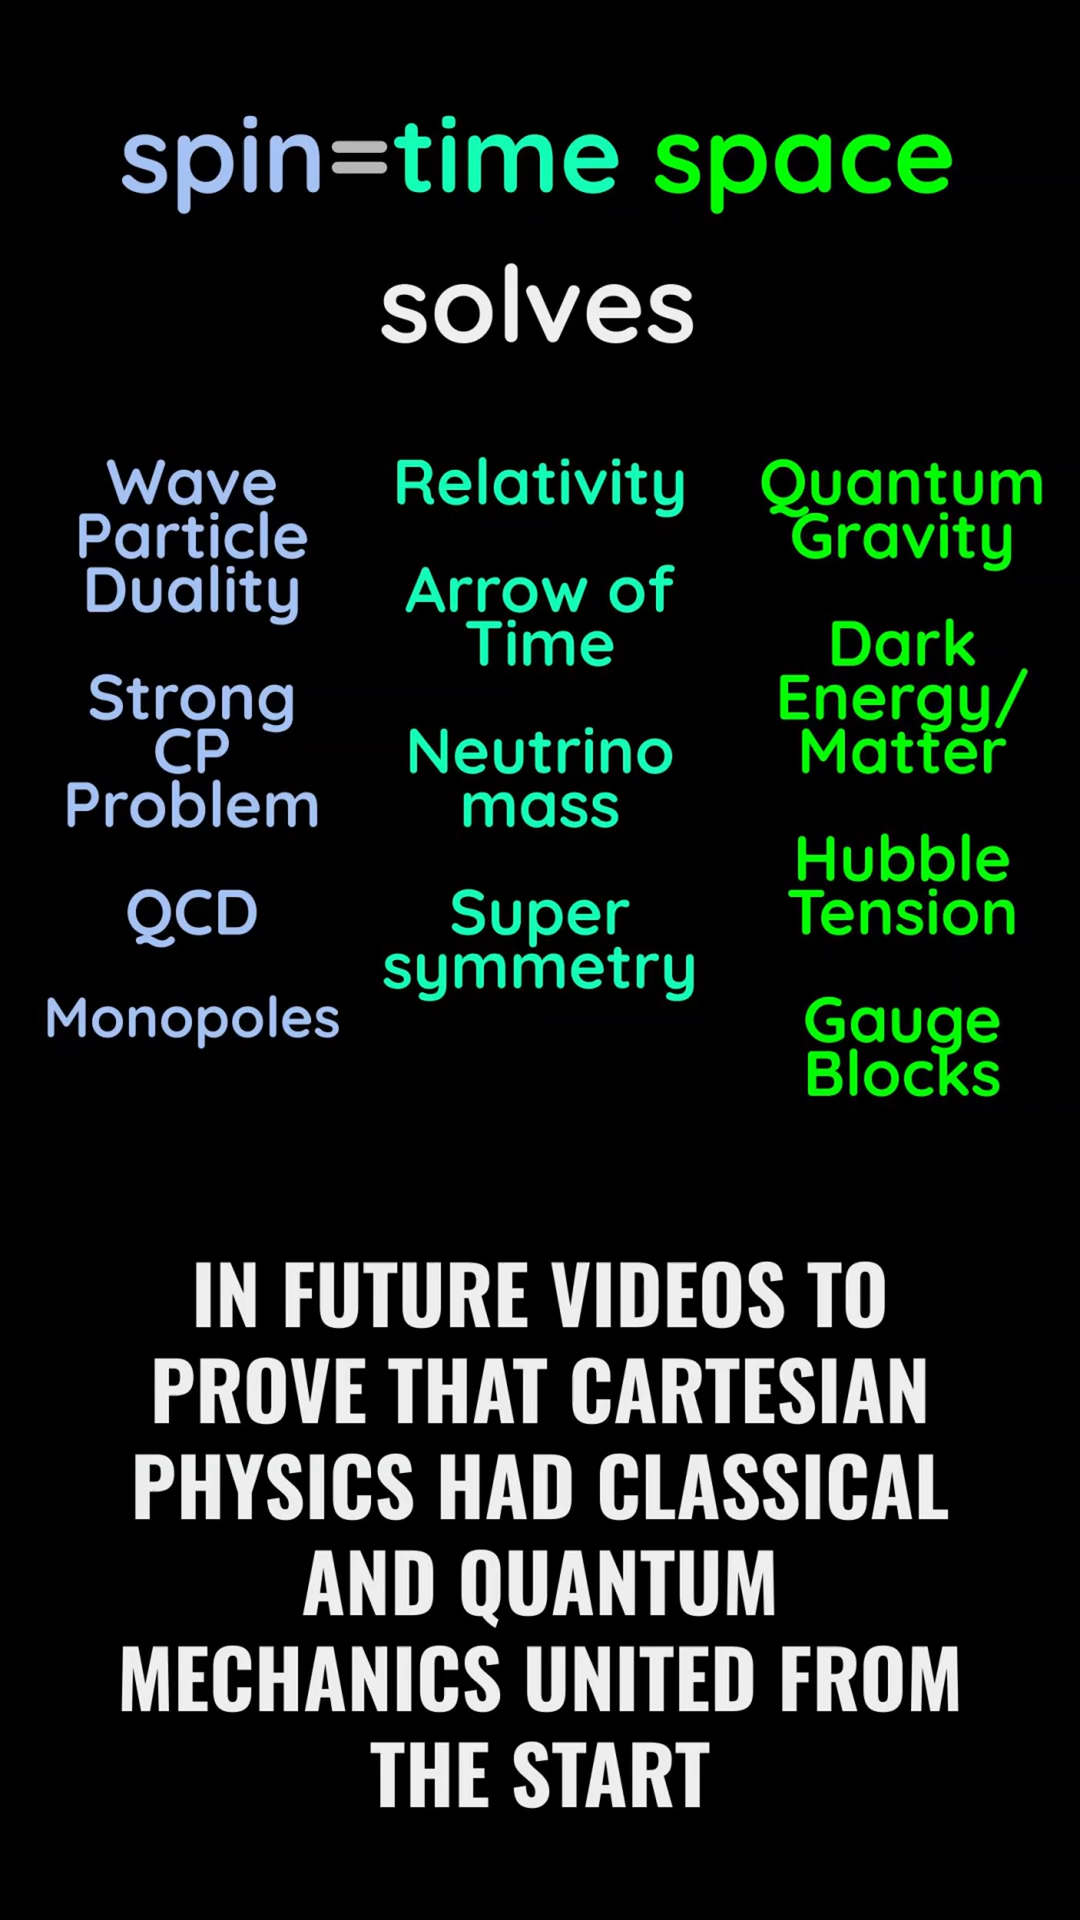 spin=time space
solves
Wave
Particle
Duality
Strong
CP
Problem
QCD
Monopoles
Relativity
Arrow of
Time
Neutrino
mass
Super
symmetry
Quantum
Gravity
Dark
Energy/
Matter
Hubble
Tension
Gauge
Blocks
IN FUTURE VIDEOS TO
PROVE THAT CARTESIAN
PHYSICS HAD CLASSICAL
AND QUANTUM
MECHANICS UNITED FROM
THE START